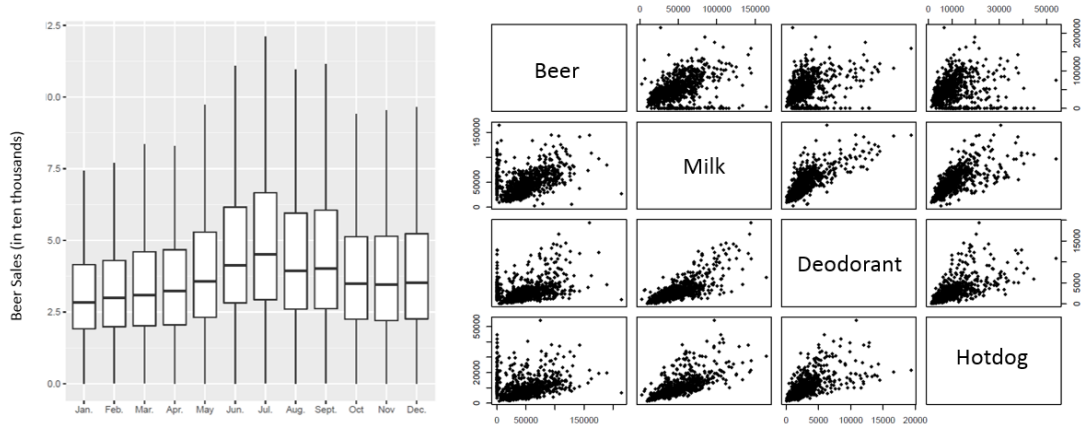 Beer Sales (in ten thousands)
2.5
0.0
7.5
5.0
2.5
0.0
Jan. Feb. Mar. Apr. May Jun. Jul. Aug. Sept. Oct Nov Dec.
0 50000 150000
0 10000 30000 50000
Beer
0 100000 200000
0 50000 150000
Milk
0 5000 15000
Deodorant
0 5000 15000
0 20000 50000
Hotdog
0 50000 150000
0 5000 10000 15000 20000